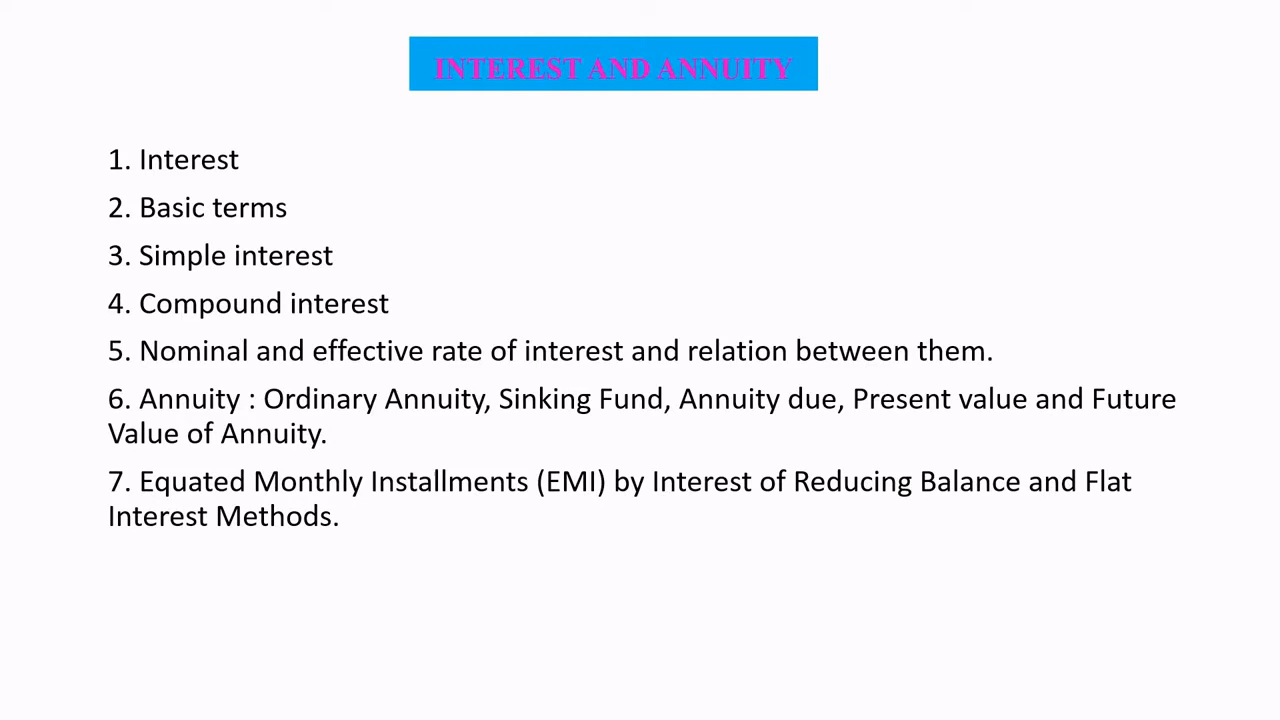 INTEREST AND ANNUITY
1. Interest
2. Basic terms
3. Simple interest
4. Compound interest
5. Nominal and effective rate of interest and relation between them.
6. Annuity : Ordinary Annuity, Sinking Fund, Annuity due, Present value and Future
Value of Annuity.
7. Equated Monthly Installments (EMI) by Interest of Reducing Balance and Flat
Interest Methods.